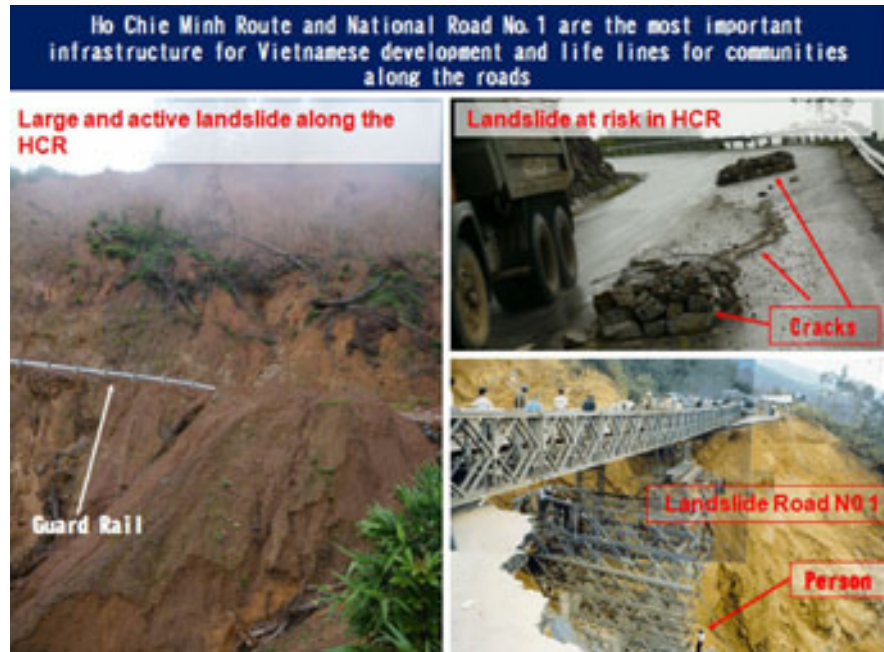 Ho Chie Minh Route and National Road No.1 are the most important
infrastructure for Vietnamese development and life lines for communities
along the roads
Large and active landslide along the
HCR
Landslide at risk in HCR
Cracks
Guard Rail
Landslide Road N0 1
Person